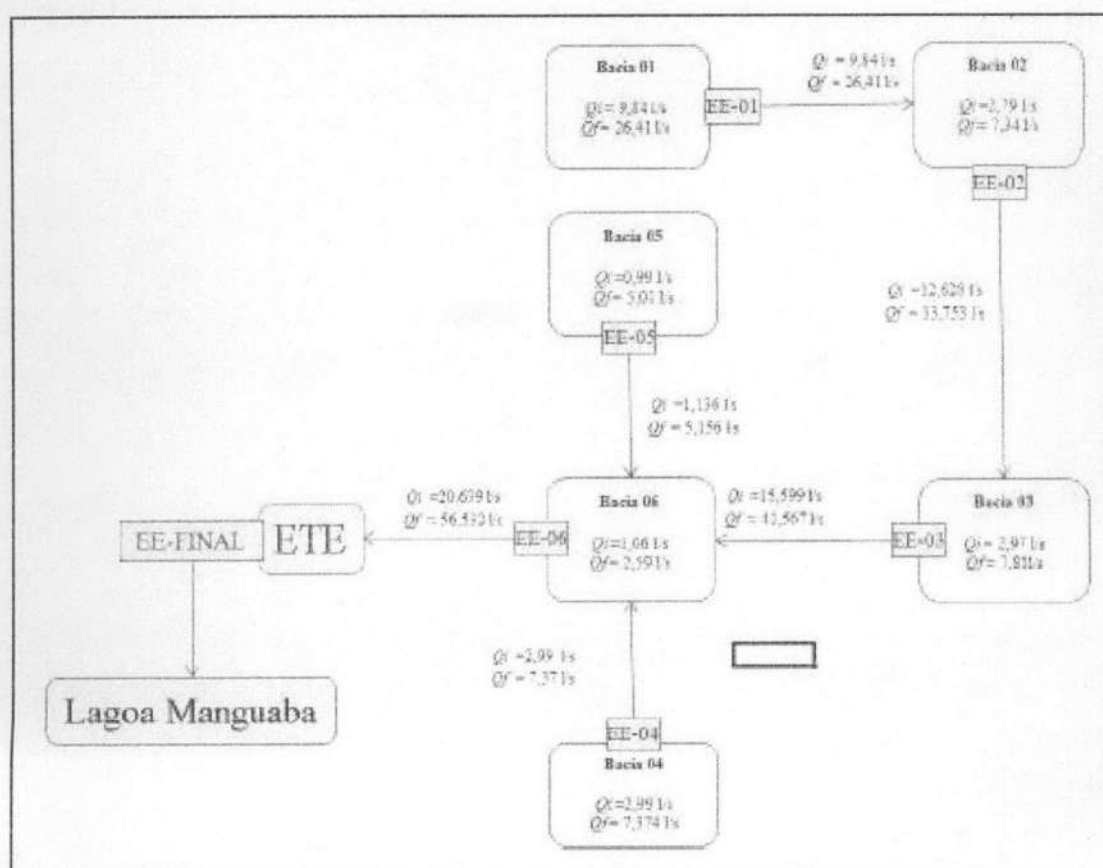 Bacia 01
Qi = 9,84 l/s
Qf = 26,41 l/s
EE-01
Qi = 9,84 l/s
Qf = 26,41 l/s
Bacia 02
Qi =2,79 l/s
Qf = 7,34 l/s
EE-02
Bacia 05
Qi =0,99 l/s
Qf = 5,01 l/s
EE-05
Qi =12,628 l/s
Qf = 33,753 l/s
Qi =1,136 l/s
Qf = 5,156 l/s
EE-FINAL
ETE
Qi =20,639 l/s
Qf = 56,592 l/s
EE-06
Bacia 06
Qi=1,06 l/s
Qf = 2,59 l/s
Qi =15,599 l/s
Qf = 41,567 l/s
EE-03
Bacia 03
Qi = 2,97 l/s
Qf = 7,81 l/s
Qi =2,99 l/s
Qf = 7,37 l/s
Lagoa Manguaba
EE-04
Bacia 04
Qi=2,99 l/s
Qf = 7,374 l/s